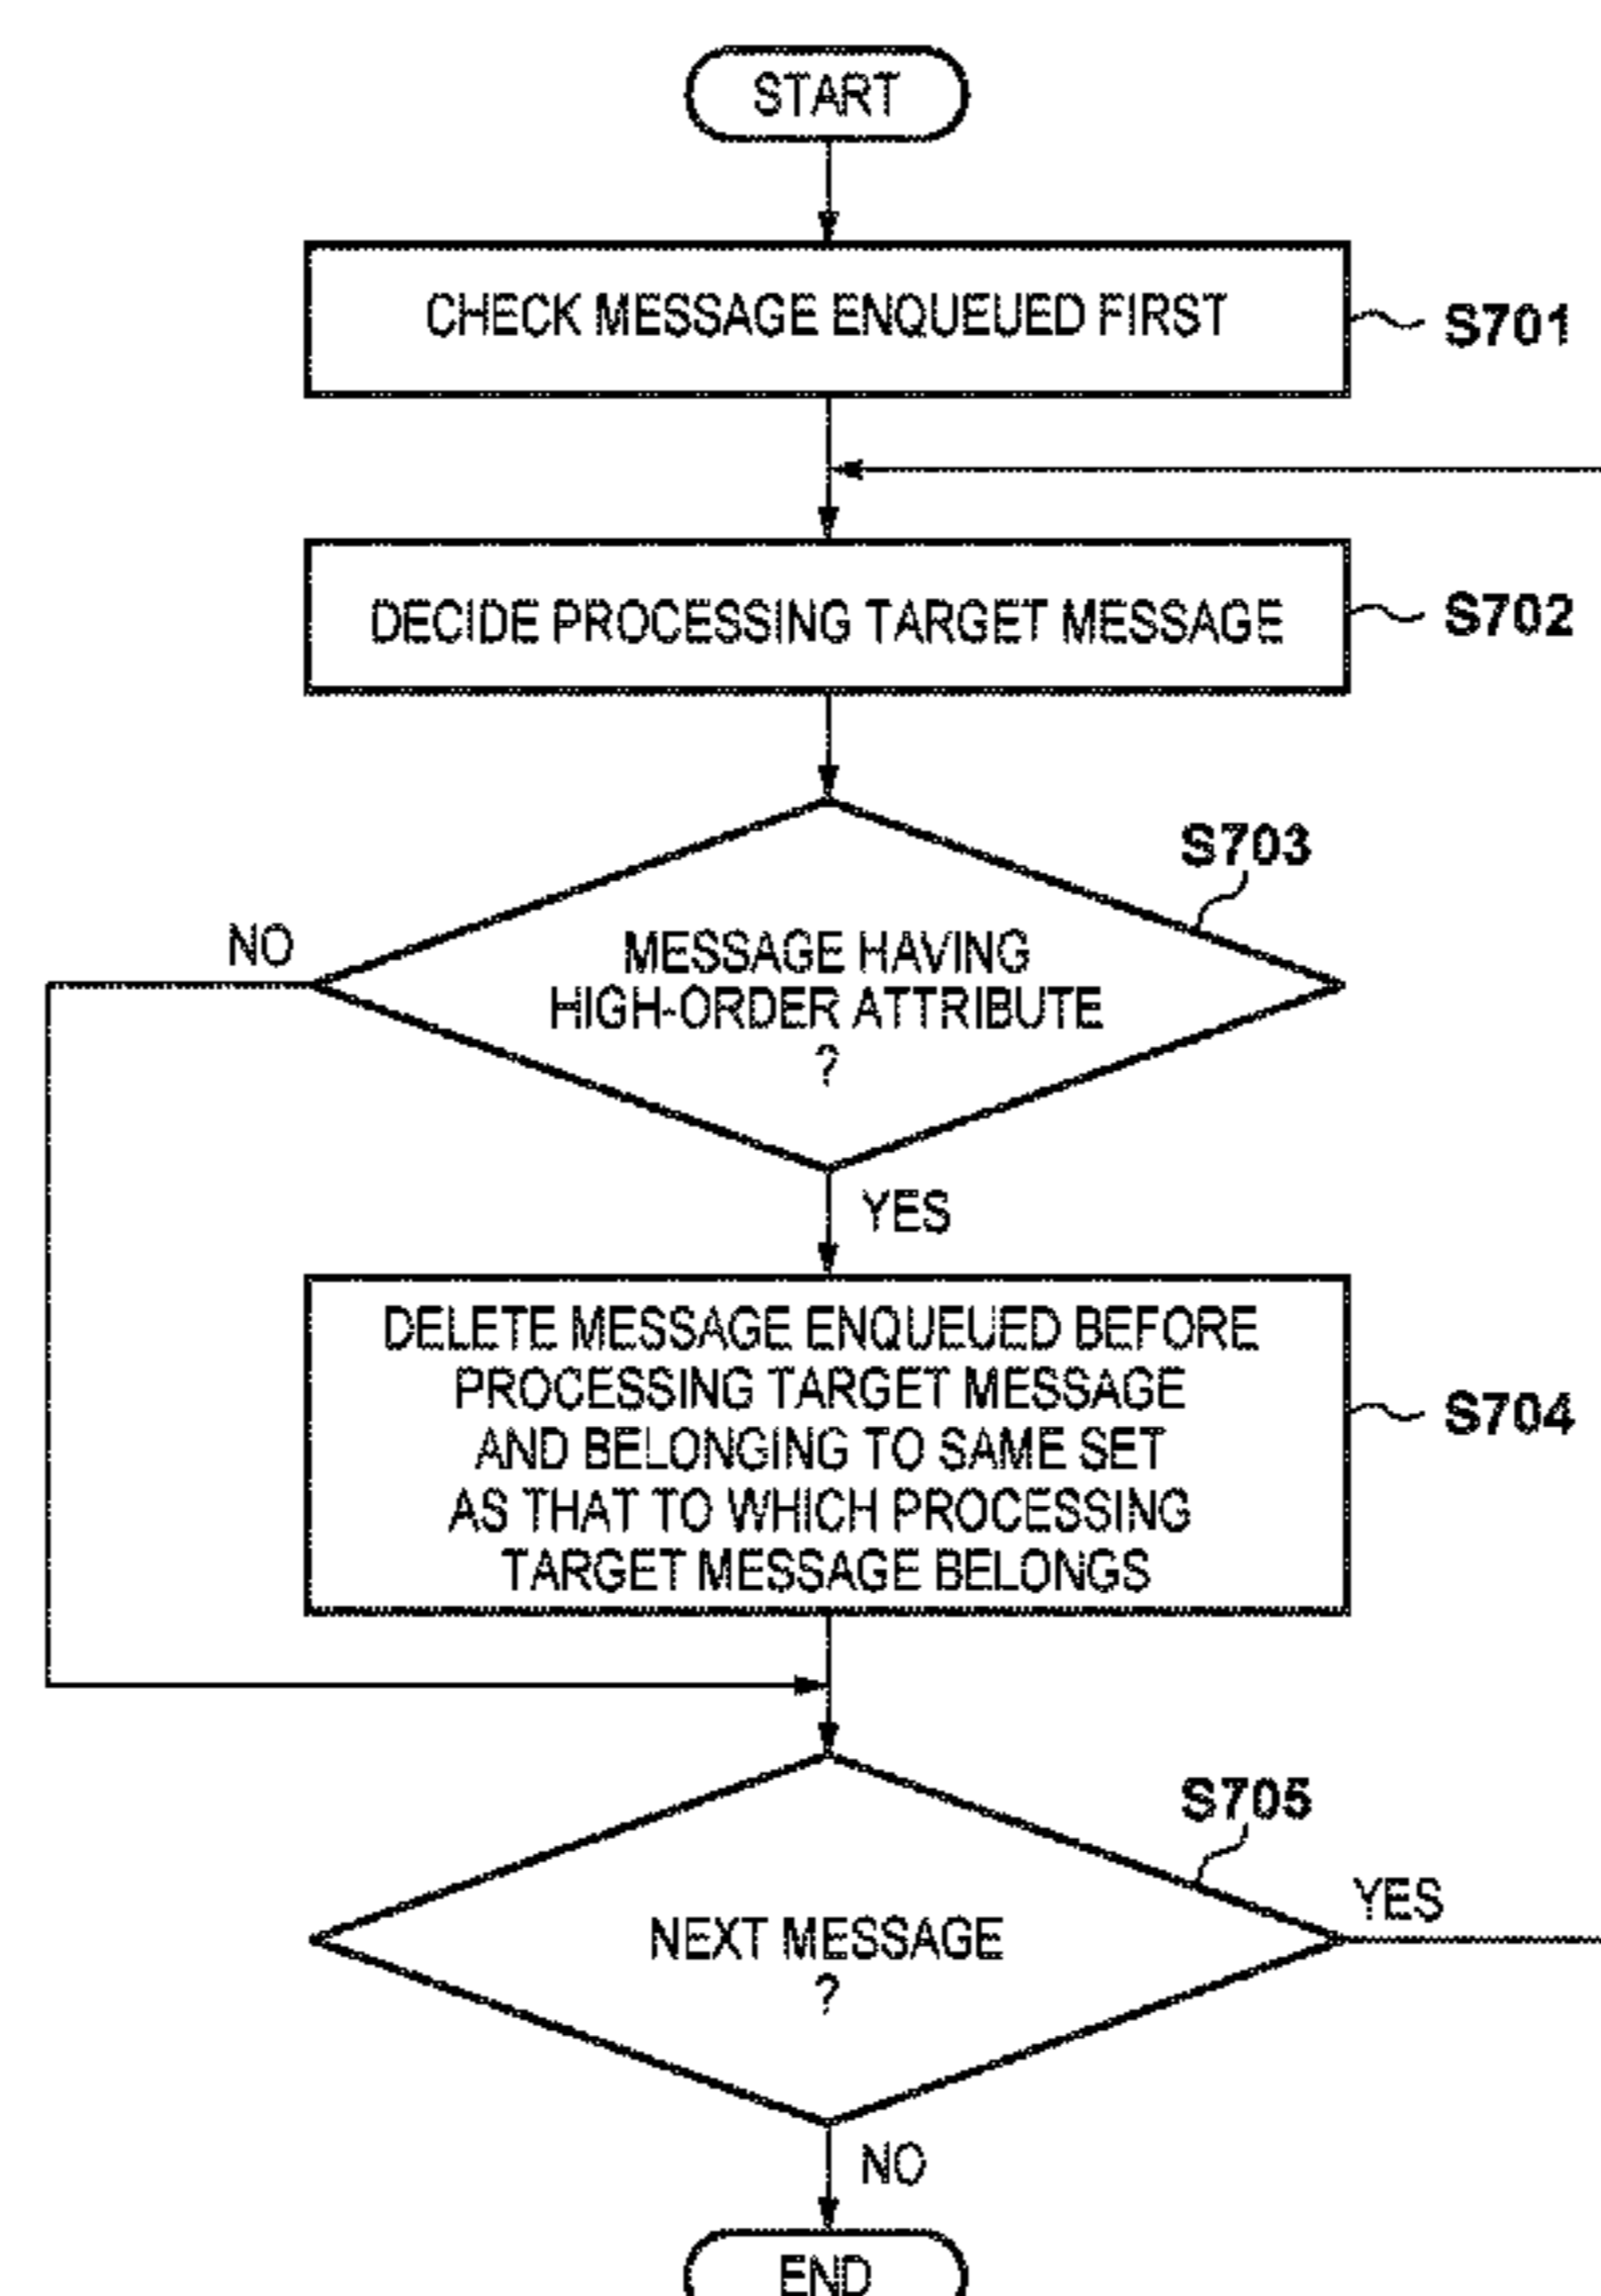 START
CHECK MESSAGE ENQUEUED FIRST
S701
DECIDE PROCESSING TARGET MESSAGE
S702
S703
NO
MESSAGE HAVING
HIGH-ORDER ATTRIBUTE
?
YES
DELETE MESSAGE ENQUEUED BEFORE
PROCESSING TARGET MESSAGE
AND BELONGING TO SAME SET
AS THAT TO WHICH PROCESSING
TARGET MESSAGE BELONGS
S704
S705
YES
NEXT MESSAGE
?
NO
END